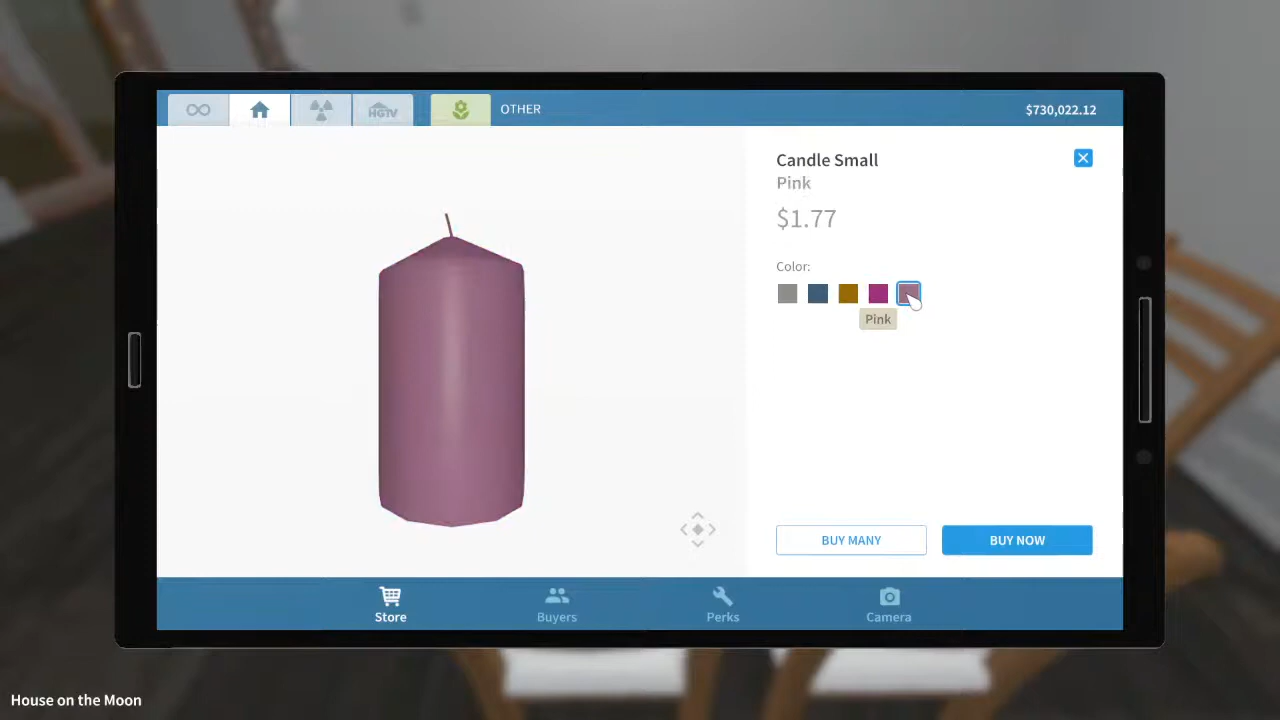 HGTV
OTHER
$730,022.12
Candle Small
Pink
$1.77
Color:
Pink
BUY MANY
BUY NOW
Store
Buyers
Perks
Camera
House on the Moon